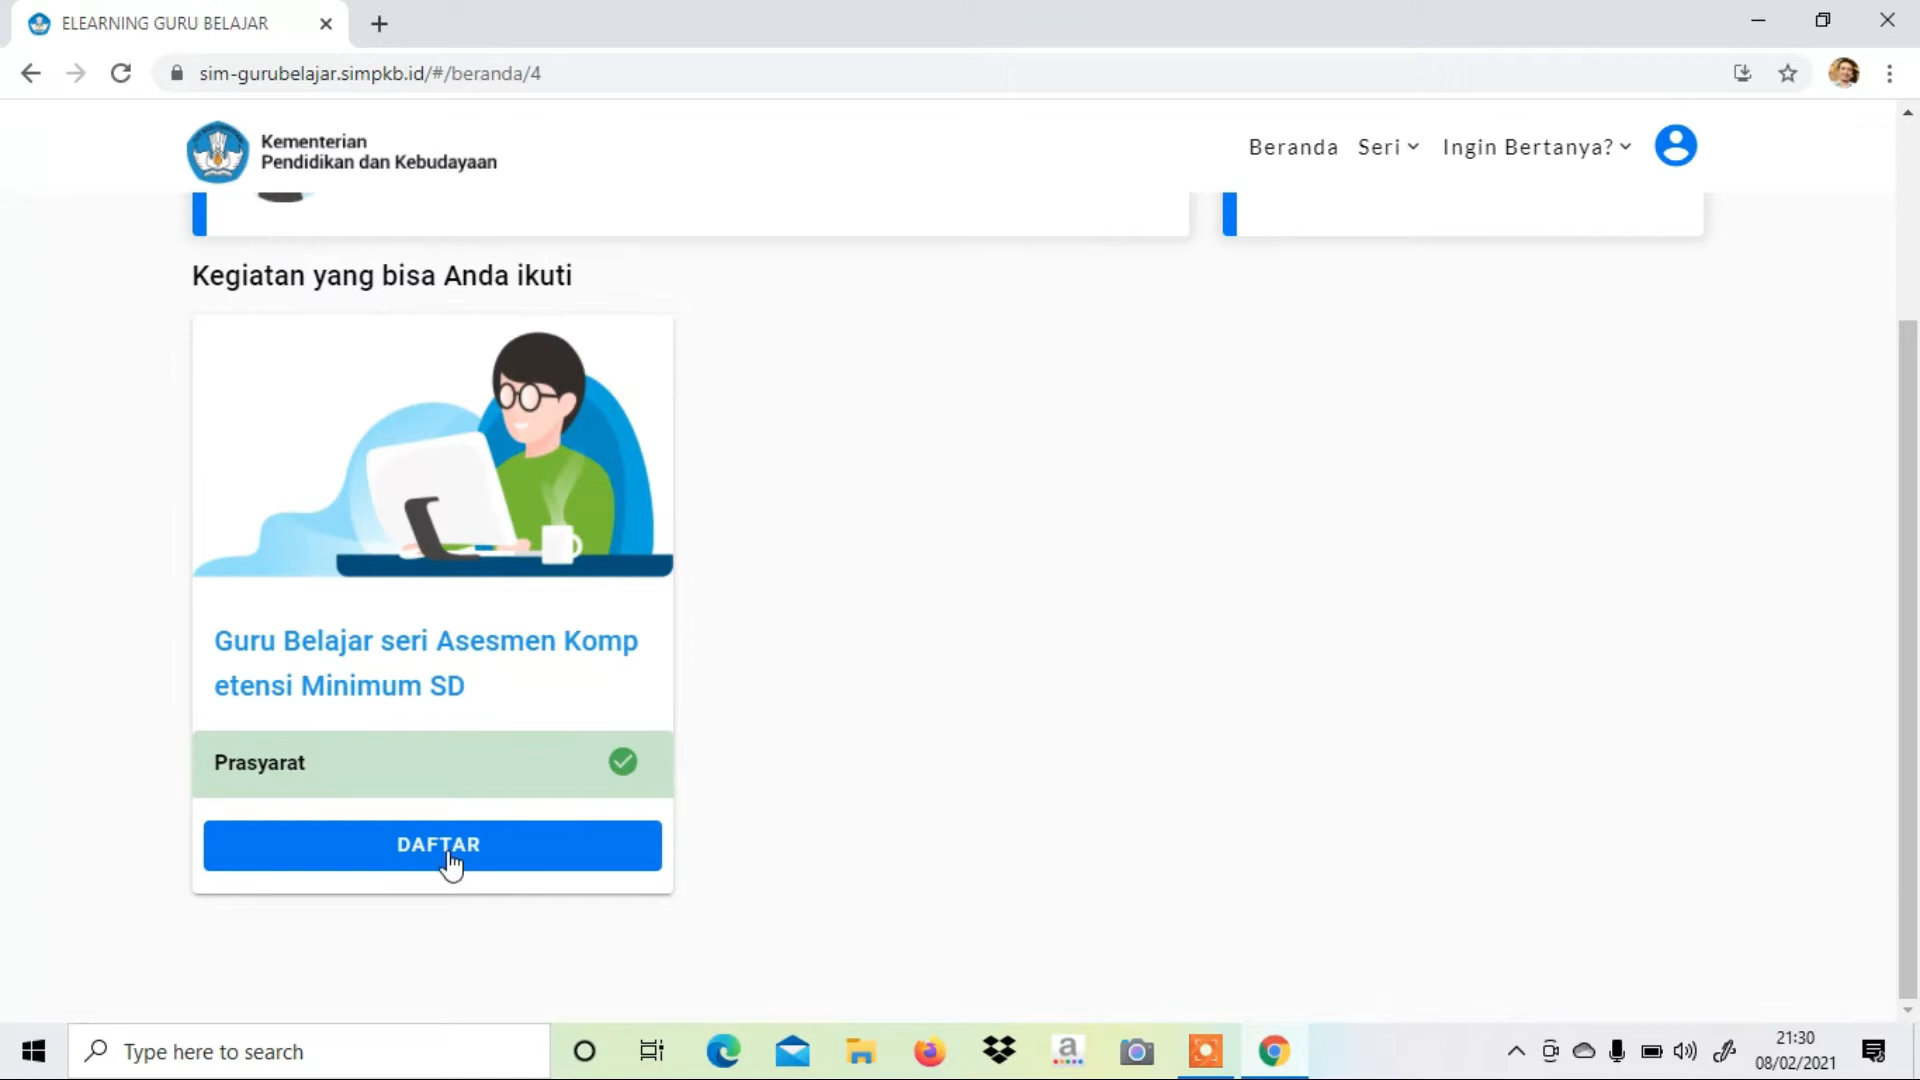 ELEARNING GURU BELAJAR
sim-gurubelajar.simpkb.id/#/beranda/4
Kementerian
Pendidikan dan Kebudayaan
Beranda Seri Ingin Bertanya?
Kegiatan yang bisa Anda ikuti
Guru Belajar seri Asesmen Komp
etensi Minimum SD
Prasyarat
DAFTAR
Type here to search
a
21:30
08/02/2021